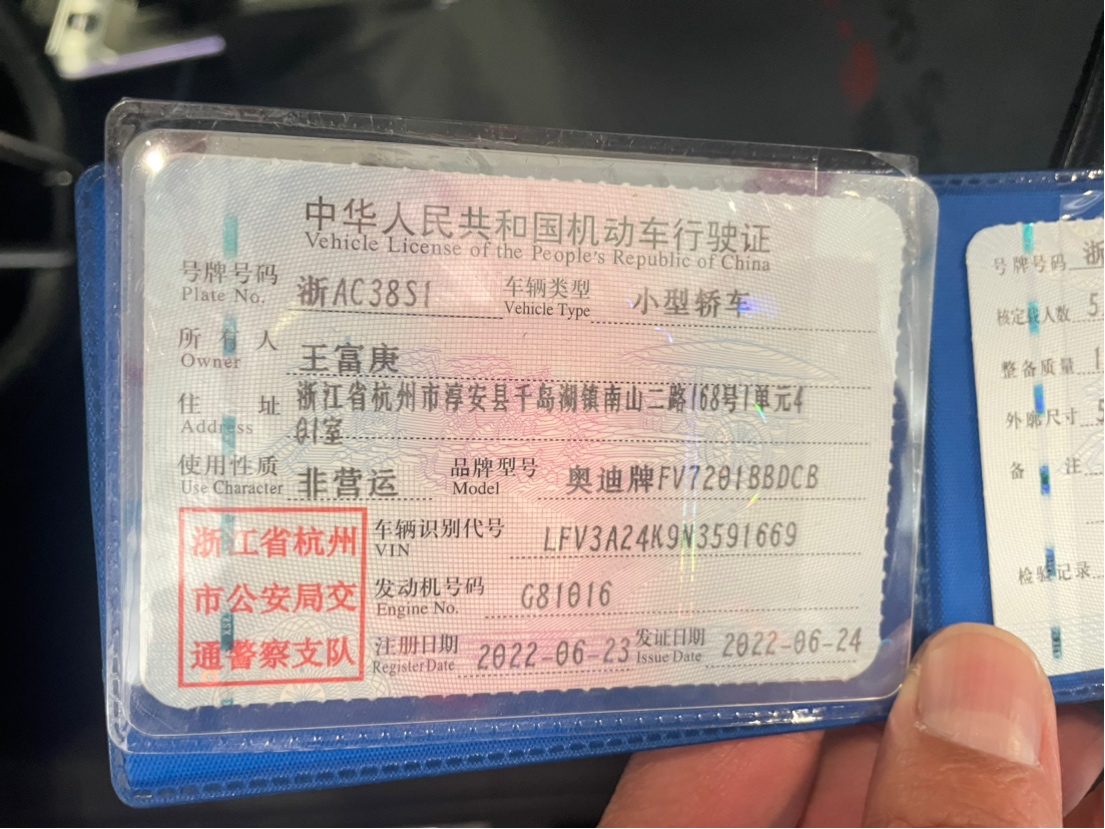 中华人民共和国机动车行驶证
Vehicle License of the People's Republic of China
号牌号码 浙AC38S1 车辆类型 小型轿车
Plate No. Vehicle Type
所有人 王富庚
Owner
住址 浙江省杭州市淳安县千岛湖镇南山二路168号1单元4
Address 01室
使用性质 非营运 品牌型号 奥迪牌FV7201BBDCB
Use Character Model
浙江省杭州
市公安局交
通警察支队
车辆识别代号 LFV3A24K9N3591669
VIN
发动机号码 G81016
Engine No.
注册日期 2022-06-23 发证日期 2022-06-24
Register Date Issue Date
号牌号码 浙
核定载人数 5
整备质量 1
外廓尺寸 5
备注
检验记录